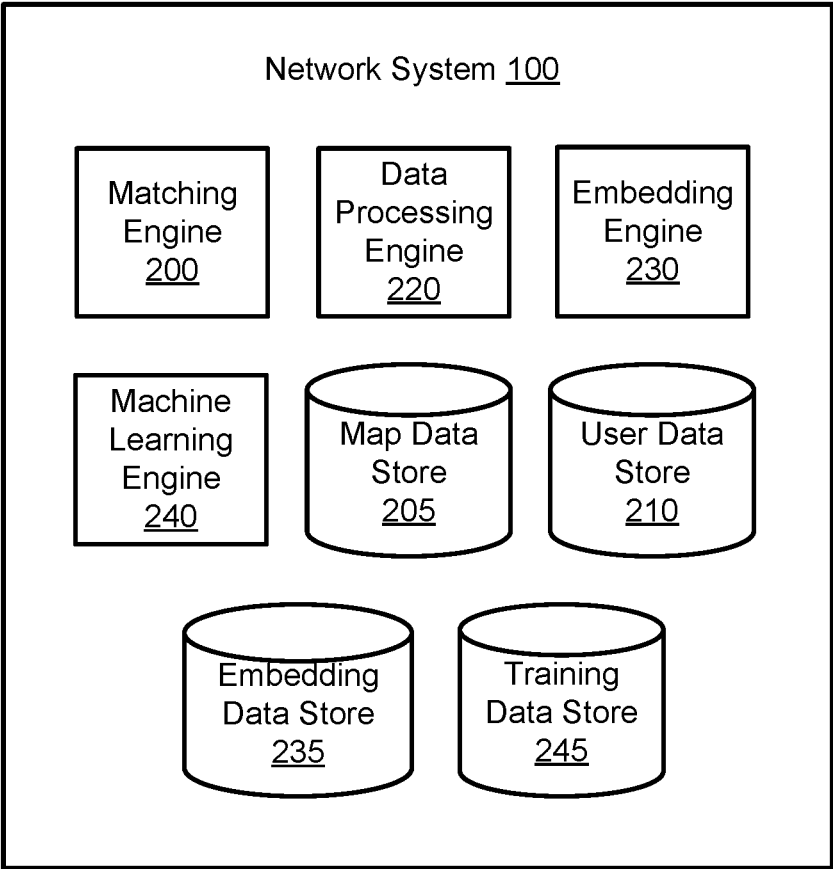 Network System 100
Matching
Engine
200
Data
Processing
Engine
220
Embedding
Engine
230
Machine
Learning
Engine
240
Map Data
Store
205
User Data
Store
210
Embedding
Data Store
235
Training
Data Store
245